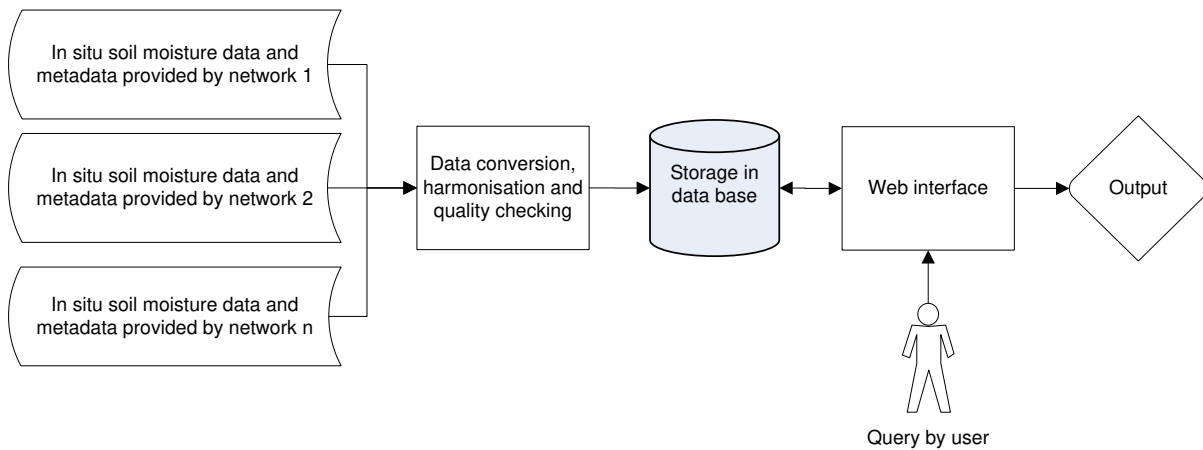 In situ soil moisture data and
metadata provided by network 1
In situ soil moisture data and
metadata provided by network 2
In situ soil moisture data and
metadata provided by network n
Data conversion,
harmonisation and
quality checking
Storage in
data base
Web interface
Output
Query by user